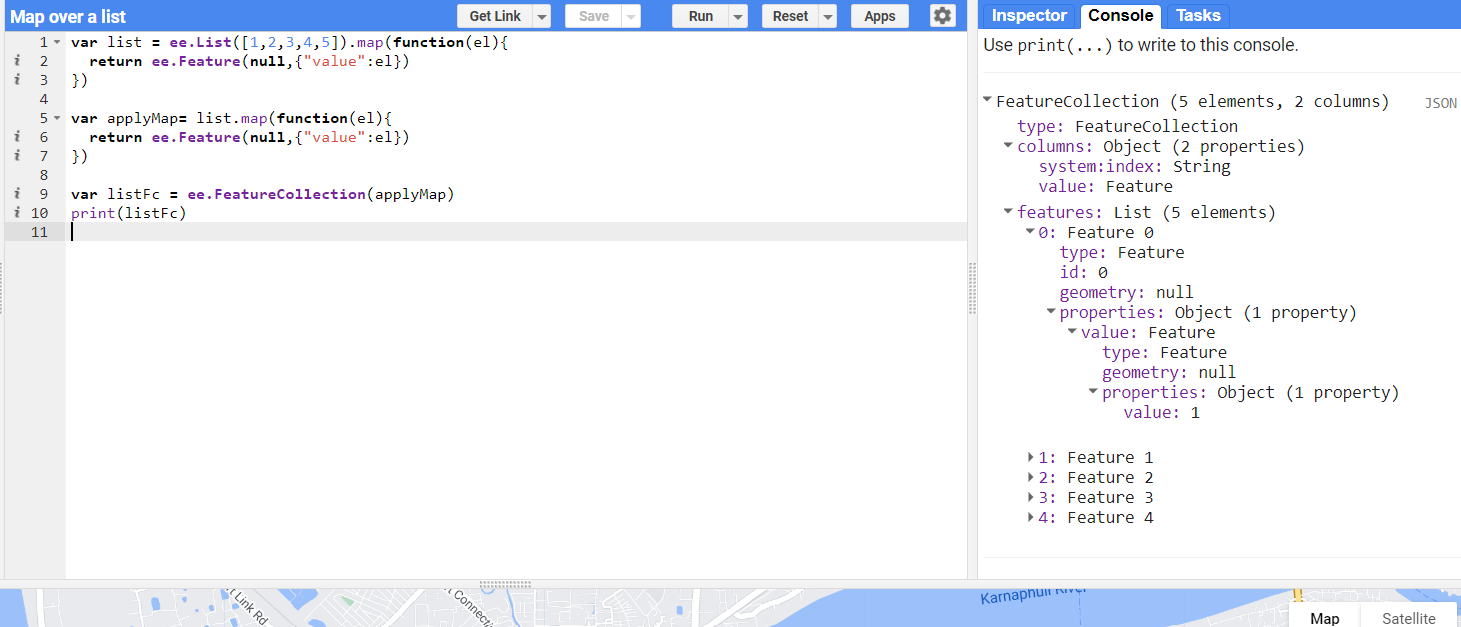 Map over a list
Get Link
Save
Run
Reset
Apps
1 var list = ee.List([1,2,3,4,5]).map(function(el){
i 2 return ee.Feature(null,{"value":el})
i 3 })
4
5 var applyMap= list.map(function(el){
i 6 return ee.Feature(null,{"value":el})
i 7 })
8
i 9 var listFc = ee.FeatureCollection(applyMap)
i 10 print(listFc)
11
Inspector
Console
Tasks
Use print(...) to write to this console.
FeatureCollection (5 elements, 2 columns) JSON
type: FeatureCollection
columns: Object (2 properties)
system:index: String
value: Feature
features: List (5 elements)
0: Feature 0
type: Feature
id: 0
geometry: null
properties: Object (1 property)
value: Feature
type: Feature
geometry: null
properties: Object (1 property)
value: 1
1: Feature 1
2: Feature 2
3: Feature 3
4: Feature 4
t Link Rd
t Connect
Karnaphuli River
Map
Satellite